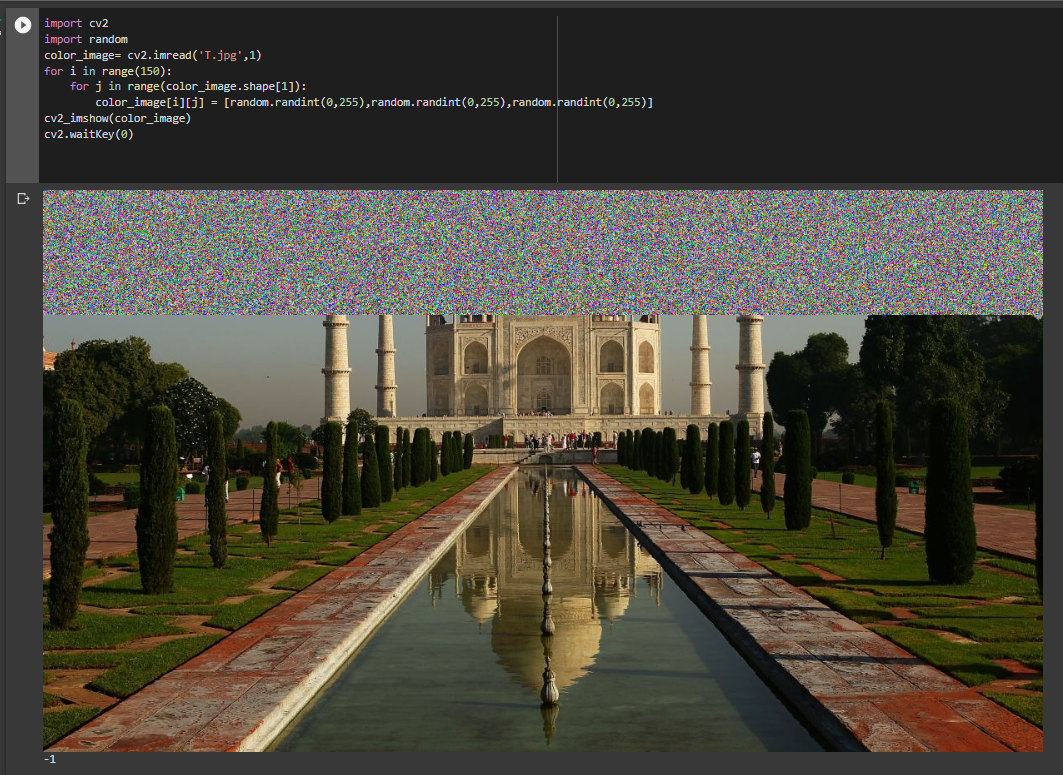 import cv2
import random
color_image= cv2.imread('T.jpg',1)
for i in range(150):
    for j in range(color_image.shape[1]):
        color_image[i][j] = [random.randint(0,255),random.randint(0,255),random.randint(0,255)]
cv2_imshow(color_image)
cv2.waitKey(0)
-1